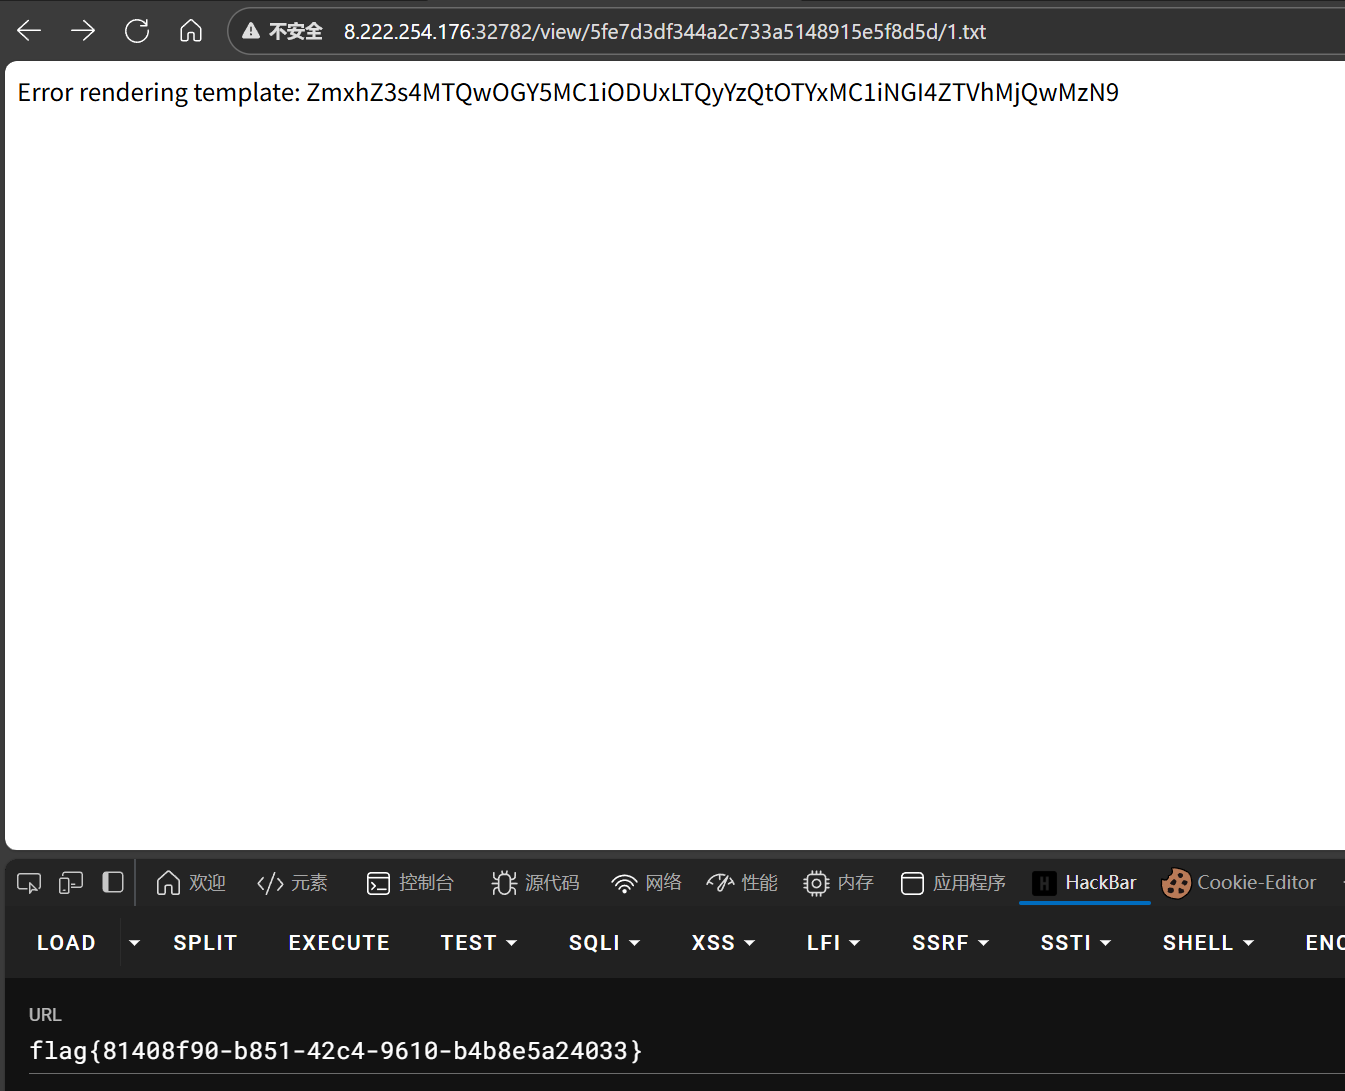 不安全 8.222.254.176:32782/view/5fe7d3df344a2c733a5148915e5f8d5d/1.txt
Error rendering template: ZmxhZ3s4MTQwOGY5MC1iODUxLTQyYzQtOTYxMC1iNGI4ZTVhMjQwMzN9
欢迎 </> 元素 控制台 源代码 网络 性能 内存 应用程序 H HackBar Cookie-Editor
LOAD SPLIT EXECUTE TEST SQLI XSS LFI SSRF SSTI SHELL ENC
URL
flag{81408f90-b851-42c4-9610-b4b8e5a24033}